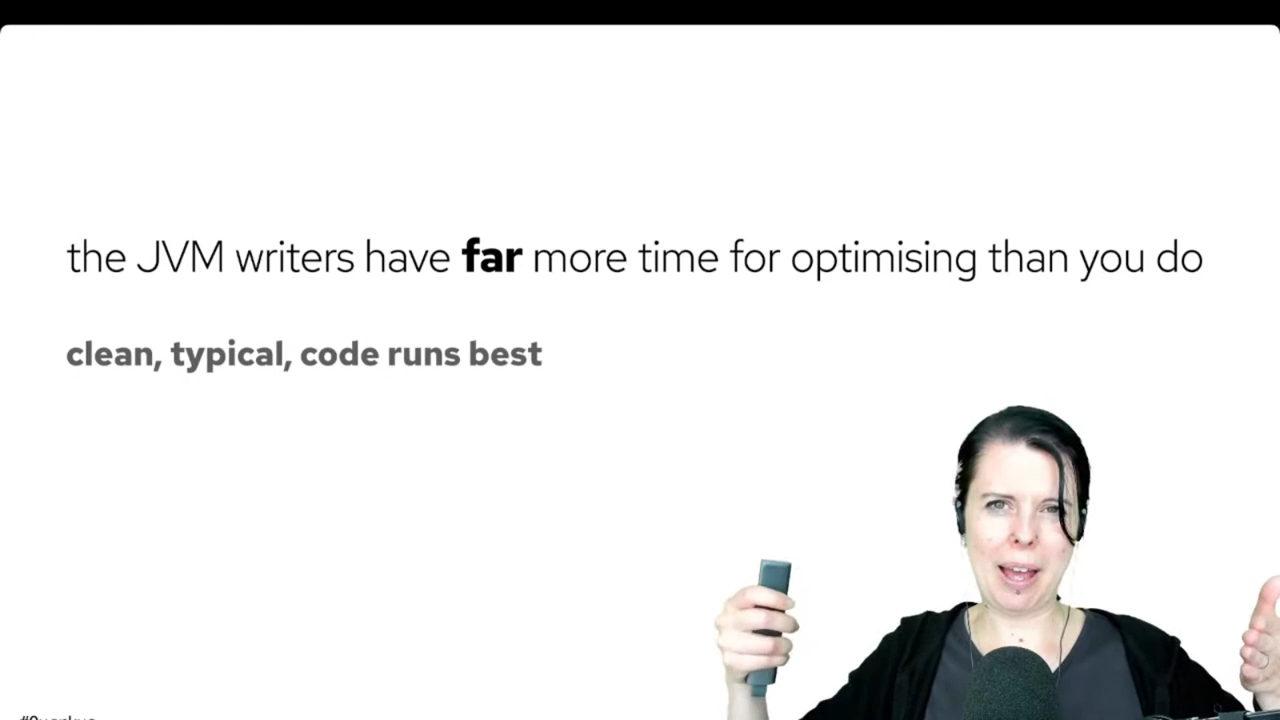 the JVM writers have far more time for optimising than you do
clean, typical, code runs best